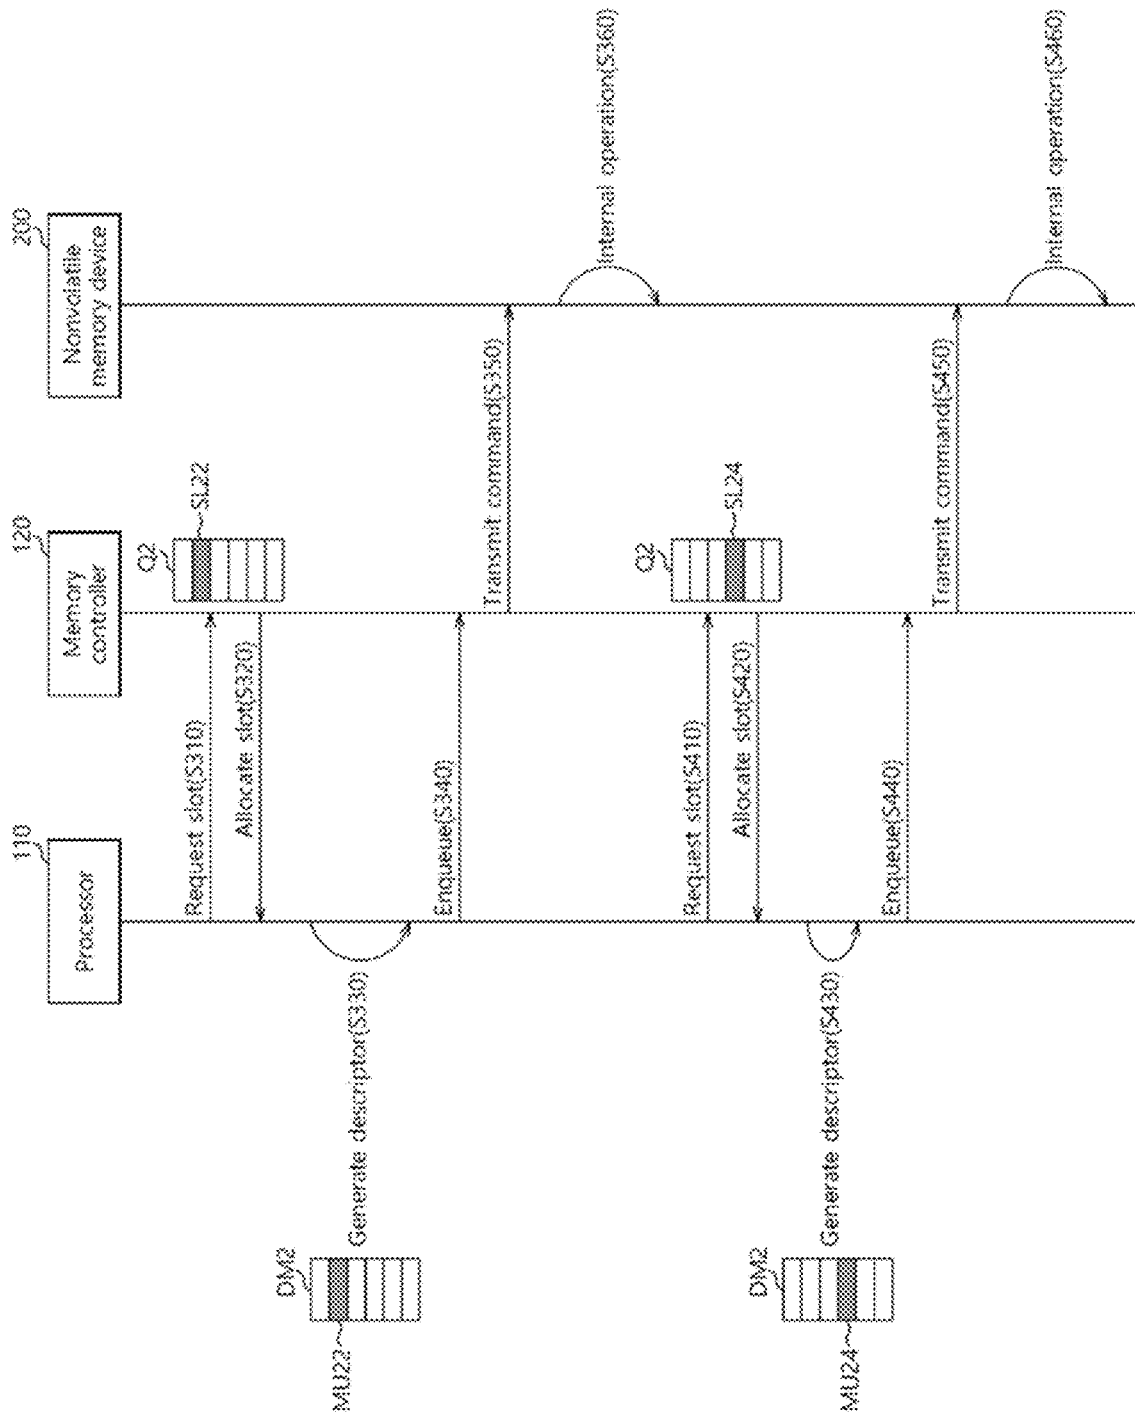 110
120
200
Processor
Memory
controller
Nonvolatile
memory device
Request slot(S310)
Q2
SL22
Allocate slot(S320)
DM2
MU22
Generate descriptor(S330)
Enqueue(S340)
Transmit command(S350)
Internal operation(S360)
Request slot(S410)
Q2
SL24
Allocate slot(S420)
DM2
MU24
Generate descriptor(S430)
Enqueue(S440)
Transmit command(S450)
Internal operation(S460)